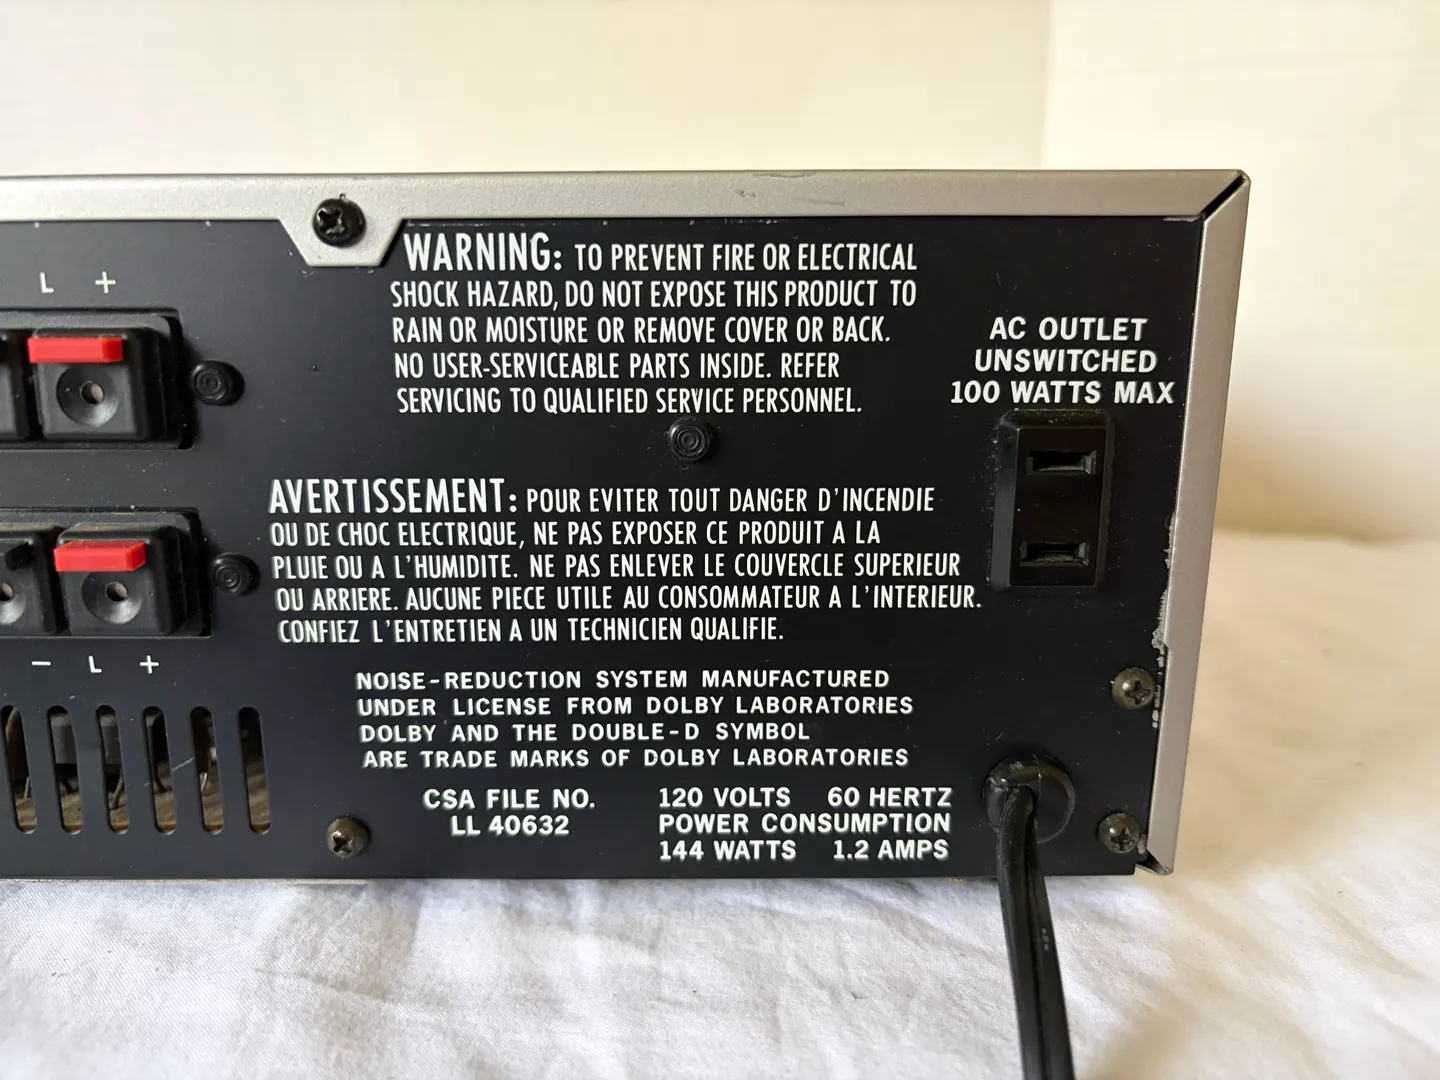 L +
WARNING: TO PREVENT FIRE OR ELECTRICAL
SHOCK HAZARD, DO NOT EXPOSE THIS PRODUCT TO
RAIN OR MOISTURE OR REMOVE COVER OR BACK.
NO USER-SERVICEABLE PARTS INSIDE. REFER
SERVICING TO QUALIFIED SERVICE PERSONNEL.
AC OUTLET
UNSWITCHED
100 WATTS MAX
AVERTISSEMENT: POUR EVITER TOUT DANGER D'INCENDIE
OU DE CHOC ELECTRIQUE, NE PAS EXPOSER CE PRODUIT A LA
PLUIE OU A L'HUMIDITE. NE PAS ENLEVER LE COUVERCLE SUPERIEUR
OU ARRIERE. AUCUNE PIECE UTILE AU CONSOMMATEUR A L'INTERIEUR.
CONFIEZ L'ENTRETIEN A UN TECHNICIEN QUALIFIE.
- L +
NOISE-REDUCTION SYSTEM MANUFACTURED
UNDER LICENSE FROM DOLBY LABORATORIES
DOLBY AND THE DOUBLE-D SYMBOL
ARE TRADE MARKS OF DOLBY LABORATORIES
CSA FILE NO.
LL 40632
120 VOLTS 60 HERTZ
POWER CONSUMPTION
144 WATTS 1.2 AMPS